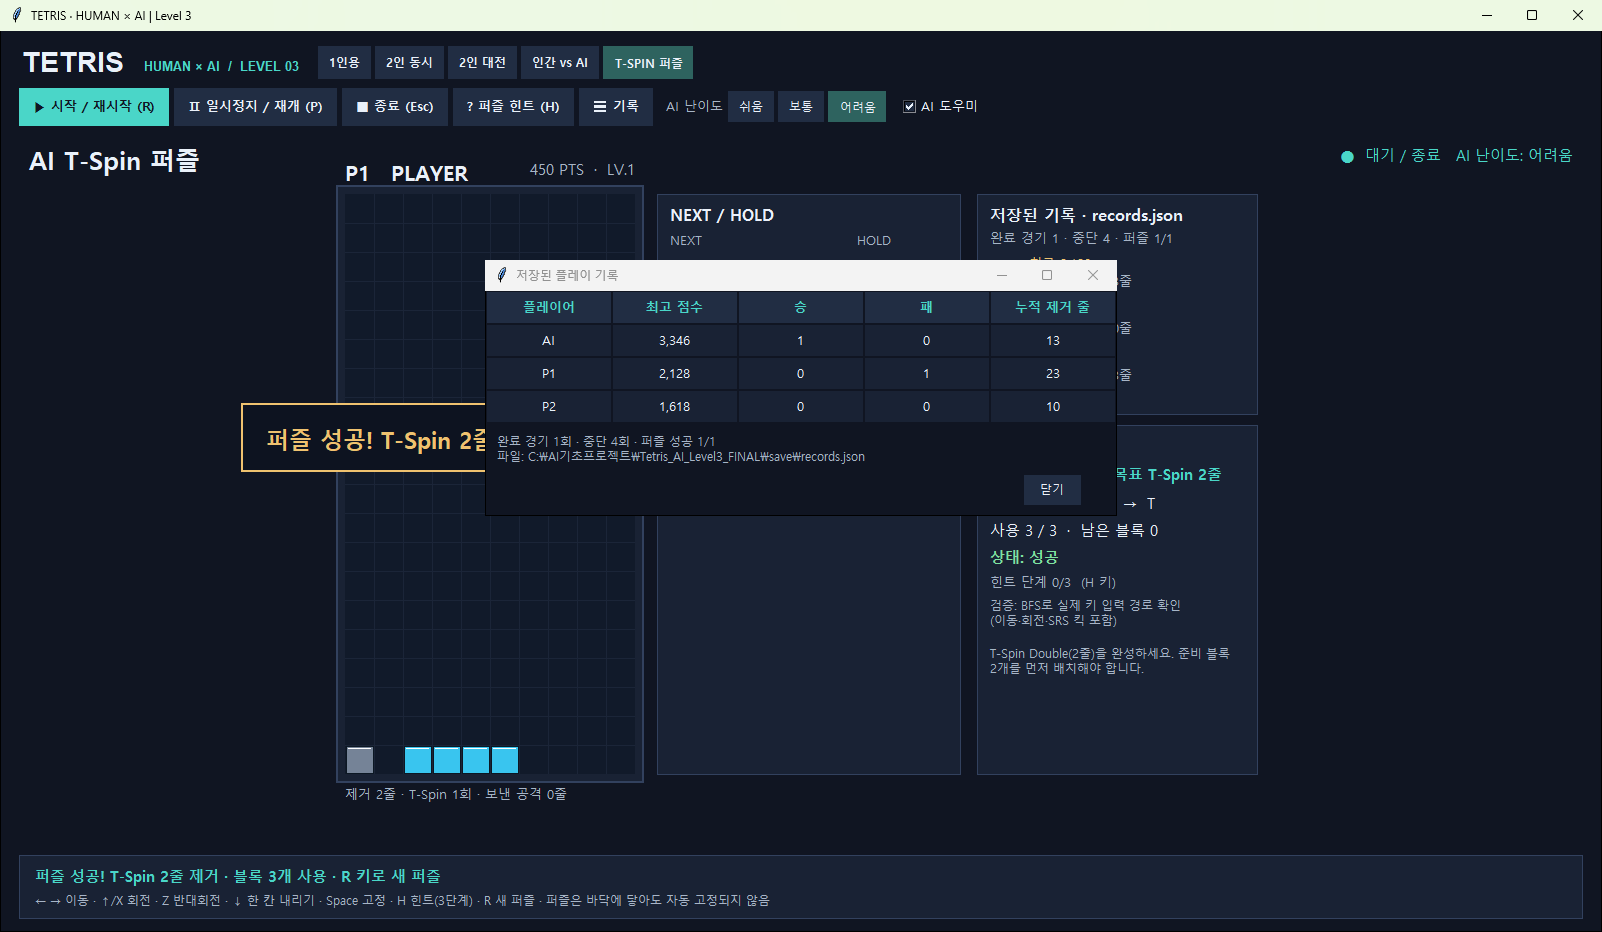 TETRIS · HUMAN × AI | Level 3
TETRIS HUMAN × AI / LEVEL 03 1인용 2인 동시 2인 대전 인간 vs AI T-SPIN 퍼즐
▶ 시작 / 재시작 (R) Ⅱ 일시정지 / 재개 (P) ■ 종료 (Esc) ? 퍼즐 힌트 (H) ☰ 기록 AI 난이도 쉬움 보통 어려움 AI 도우미
AI T-Spin 퍼즐
● 대기 / 종료 AI 난이도: 어려움
P1 PLAYER 450 PTS · LV.1
NEXT / HOLD
NEXT HOLD
저장된 기록 · records.json
완료 경기 1 · 중단 4 · 퍼즐 1/1
줄
줄
줄
저장된 플레이 기록
플레이어 최고 점수 승 패 누적 제거 줄
AI 3,346 1 0 13
P1 2,128 0 1 23
P2 1,618 0 0 10
완료 경기 1회 · 중단 4회 · 퍼즐 성공 1/1
파일: C:₩AI기초프로젝트₩Tetris_AI_Level3_FINAL₩save₩records.json
닫기
퍼즐 성공! T-Spin 2줄
목표 T-Spin 2줄
→ T
사용 3 / 3 · 남은 블록 0
상태: 성공
힌트 단계 0/3 (H 키)
검증: BFS로 실제 키 입력 경로 확인
(이동·회전·SRS 킥 포함)
T-Spin Double(2줄)을 완성하세요. 준비 블록
2개를 먼저 배치해야 합니다.
제거 2줄 · T-Spin 1회 · 보낸 공격 0줄
퍼즐 성공! T-Spin 2줄 제거 · 블록 3개 사용 · R 키로 새 퍼즐
←→ 이동 · ↑/X 회전 · Z 반대회전 · ↓ 한 칸 내리기 · Space 고정 · H 힌트(3단계) · R 새 퍼즐 · 퍼즐은 바닥에 닿아도 자동 고정되지 않음